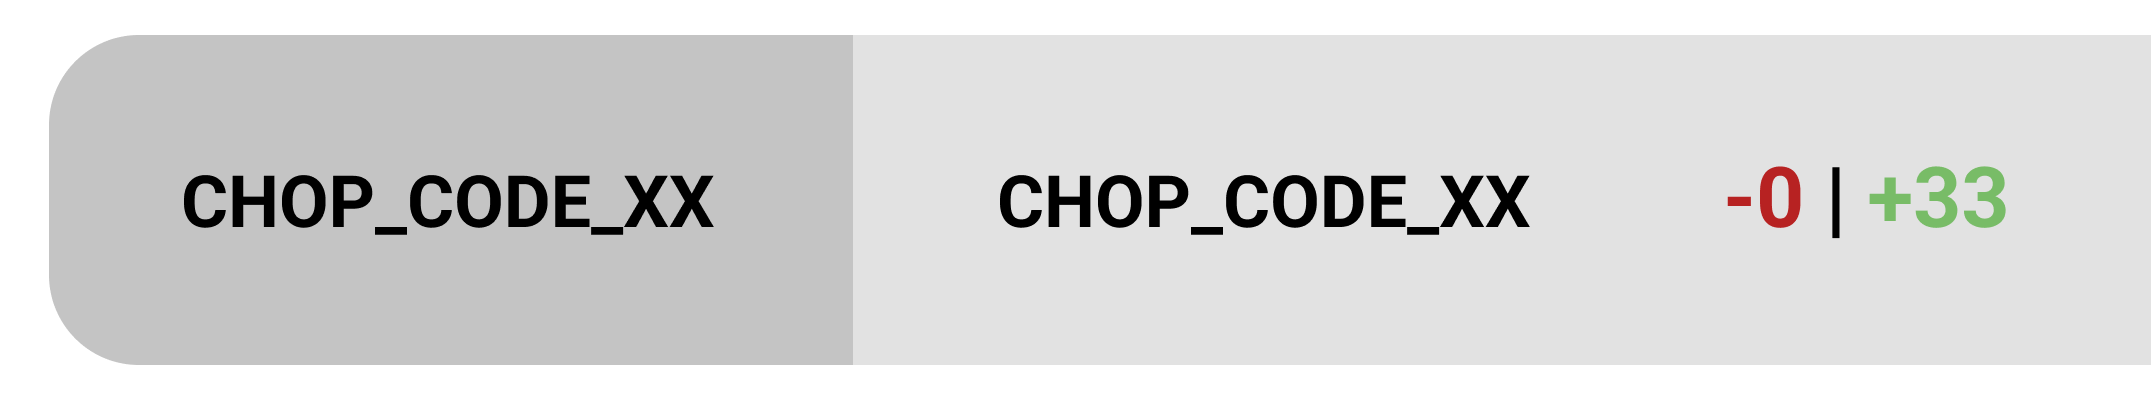 CHOP_CODE_XX CHOP_CODE_XX -0 | +33